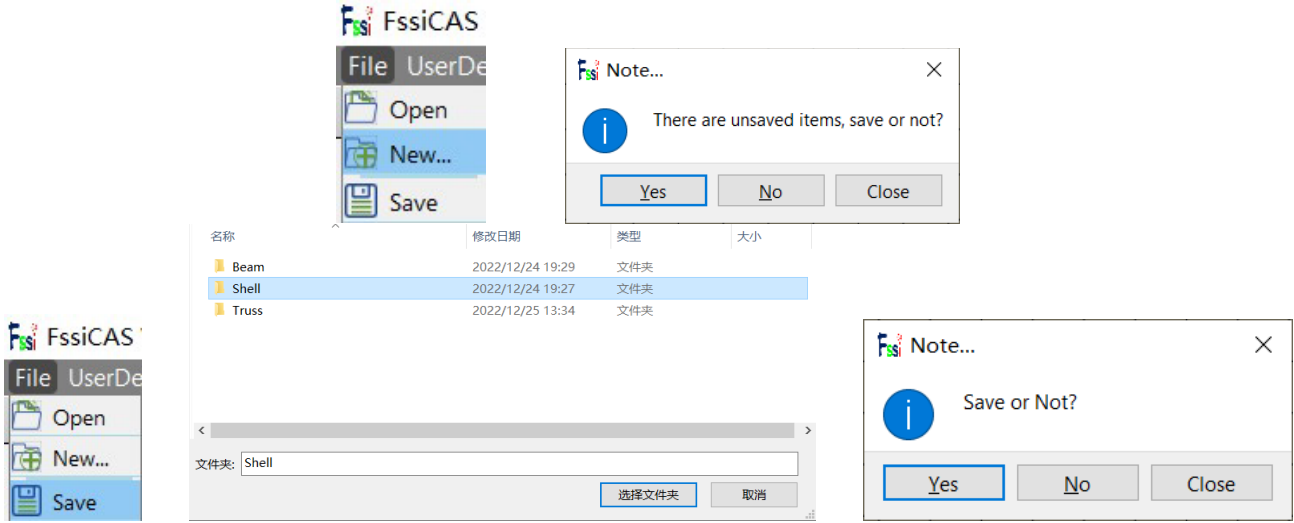 FssiCAS
File UserDe
Open
New...
Save
Note...
There are unsaved items, save or not?
Yes No Close
名称 修改日期 类型 大小
Beam 2022/12/24 19:29 文件夹
Shell 2022/12/24 19:27 文件夹
Truss 2022/12/25 13:34 文件夹
文件夹: Shell
选择文件夹 取消
FssiCAS
File UserDe
Open
New...
Save
Note...
Save or Not?
Yes No Close